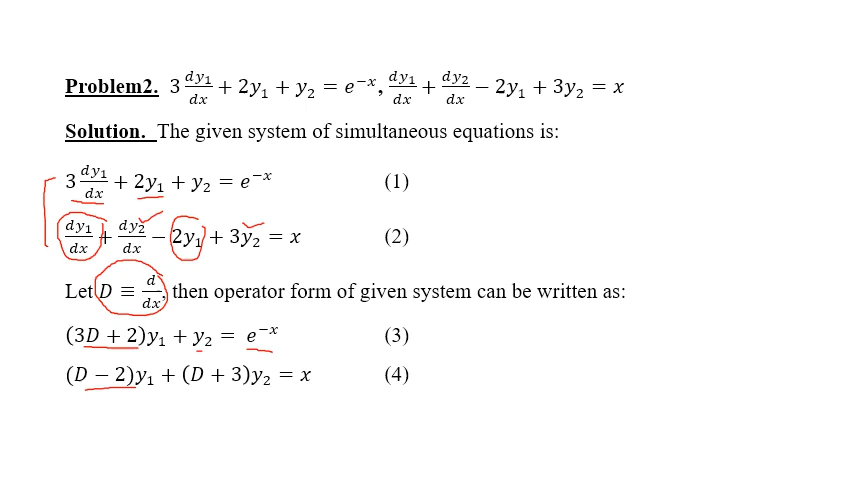 Problem2. 3 dy₁/dx + 2y₁ + y₂ = e⁻ˣ, dy₁/dx + dy₂/dx − 2y₁ + 3y₂ = x
Solution. The given system of simultaneous equations is:
3 dy₁/dx + 2y₁ + y₂ = e⁻ˣ (1)
dy₁/dx + dy₂/dx − 2y₁ + 3y₂ = x (2)
Let D ≡ d/dx, then operator form of given system can be written as:
(3D + 2)y₁ + y₂ = e⁻ˣ (3)
(D − 2)y₁ + (D + 3)y₂ = x (4)